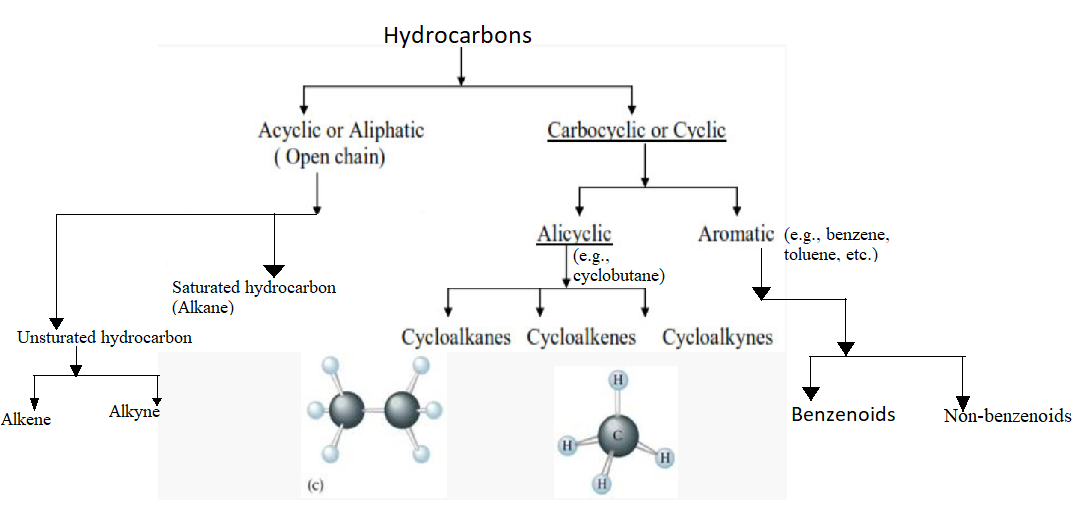 Hydrocarbons
Acyclic or Aliphatic
( Open chain)
Carbocyclic or Cyclic
Alicyclic
(e.g.,
cyclobutane)
Aromatic (e.g., benzene,
toluene, etc.)
Saturated hydrocarbon
(Alkane)
Unsturated hydrocarbon
Cycloalkanes Cycloalkenes Cycloalkynes
Alkene
Alkyne
Benzenoids
Non-benzenoids
H
C
H
H
H
(c)